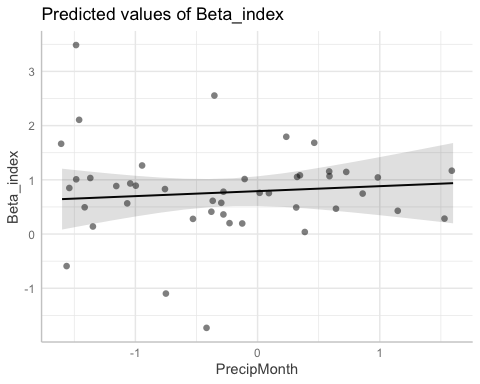 Predicted values of Beta_index
3
2
1
0
-1
Beta_index
-1
0
1
PrecipMonth